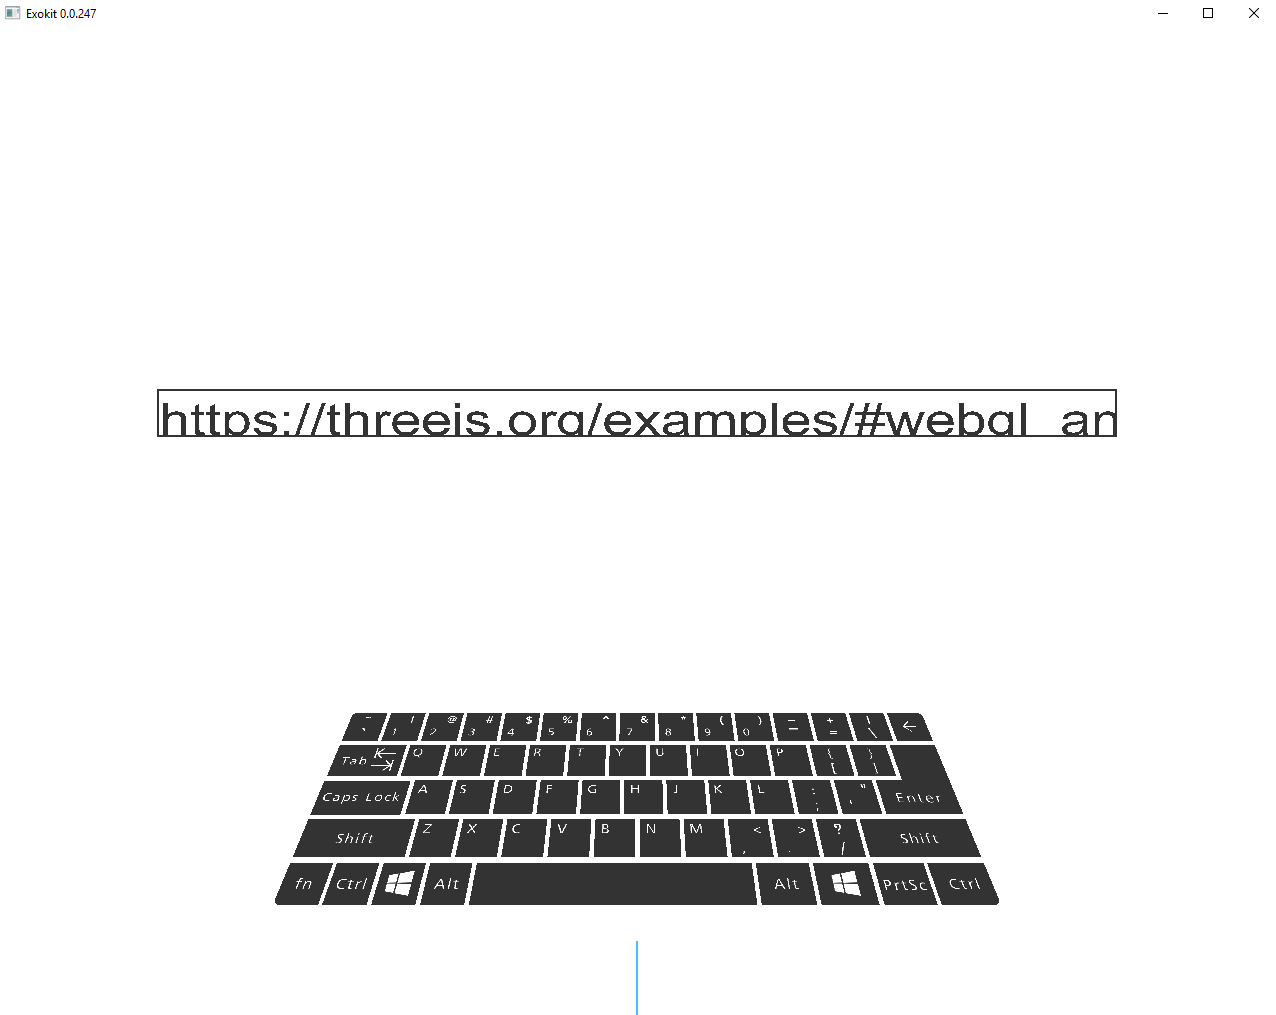 Exokit 0.0.247
https://threejs.org/examples/#webgl_an
~ ! @ # $ % ^ & * ( ) _ + |
` 1 2 3 4 5 6 7 8 9 0 - = \ ←
Tab Q W E R T Y U I O P { }
[ ]
Caps Lock A S D F G H J K L : " Enter
; '
Shift Z X C V B N M < > ? Shift
, . /
fn Ctrl Alt Alt PrtSc Ctrl